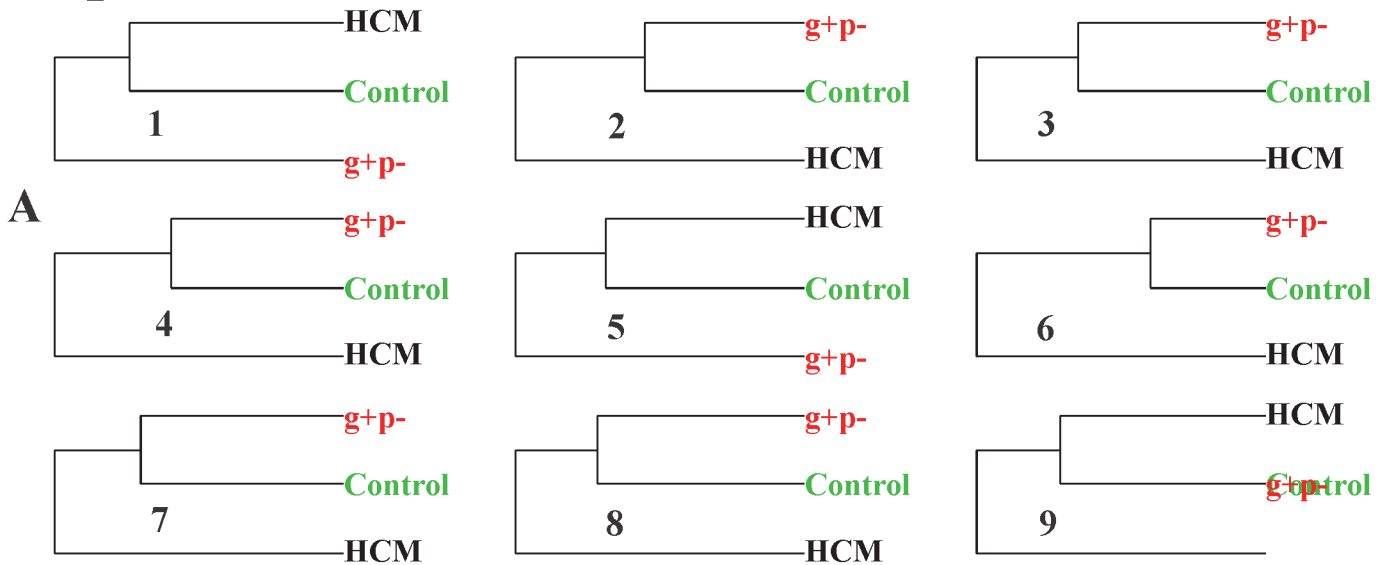 HCM
Control
1
g+p-
g+p-
Control
2
HCM
g+p-
Control
3
HCM
A
g+p-
Control
4
HCM
HCM
Control
5
g+p-
g+p-
Control
6
HCM
g+p-
Control
7
HCM
g+p-
Control
8
HCM
HCM
Control
g+p-
9